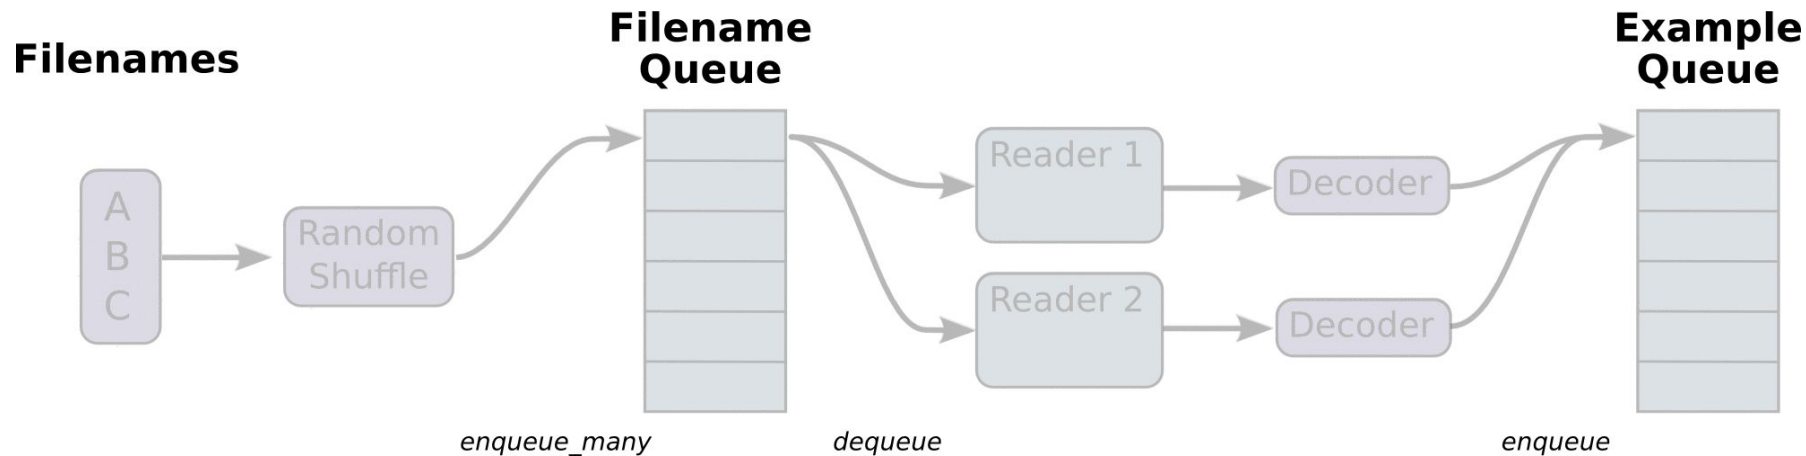 Filenames
Filename
Queue
Example
Queue
A
B
C
Random
Shuffle
Reader 1
Decoder
Reader 2
Decoder
enqueue_many
dequeue
enqueue